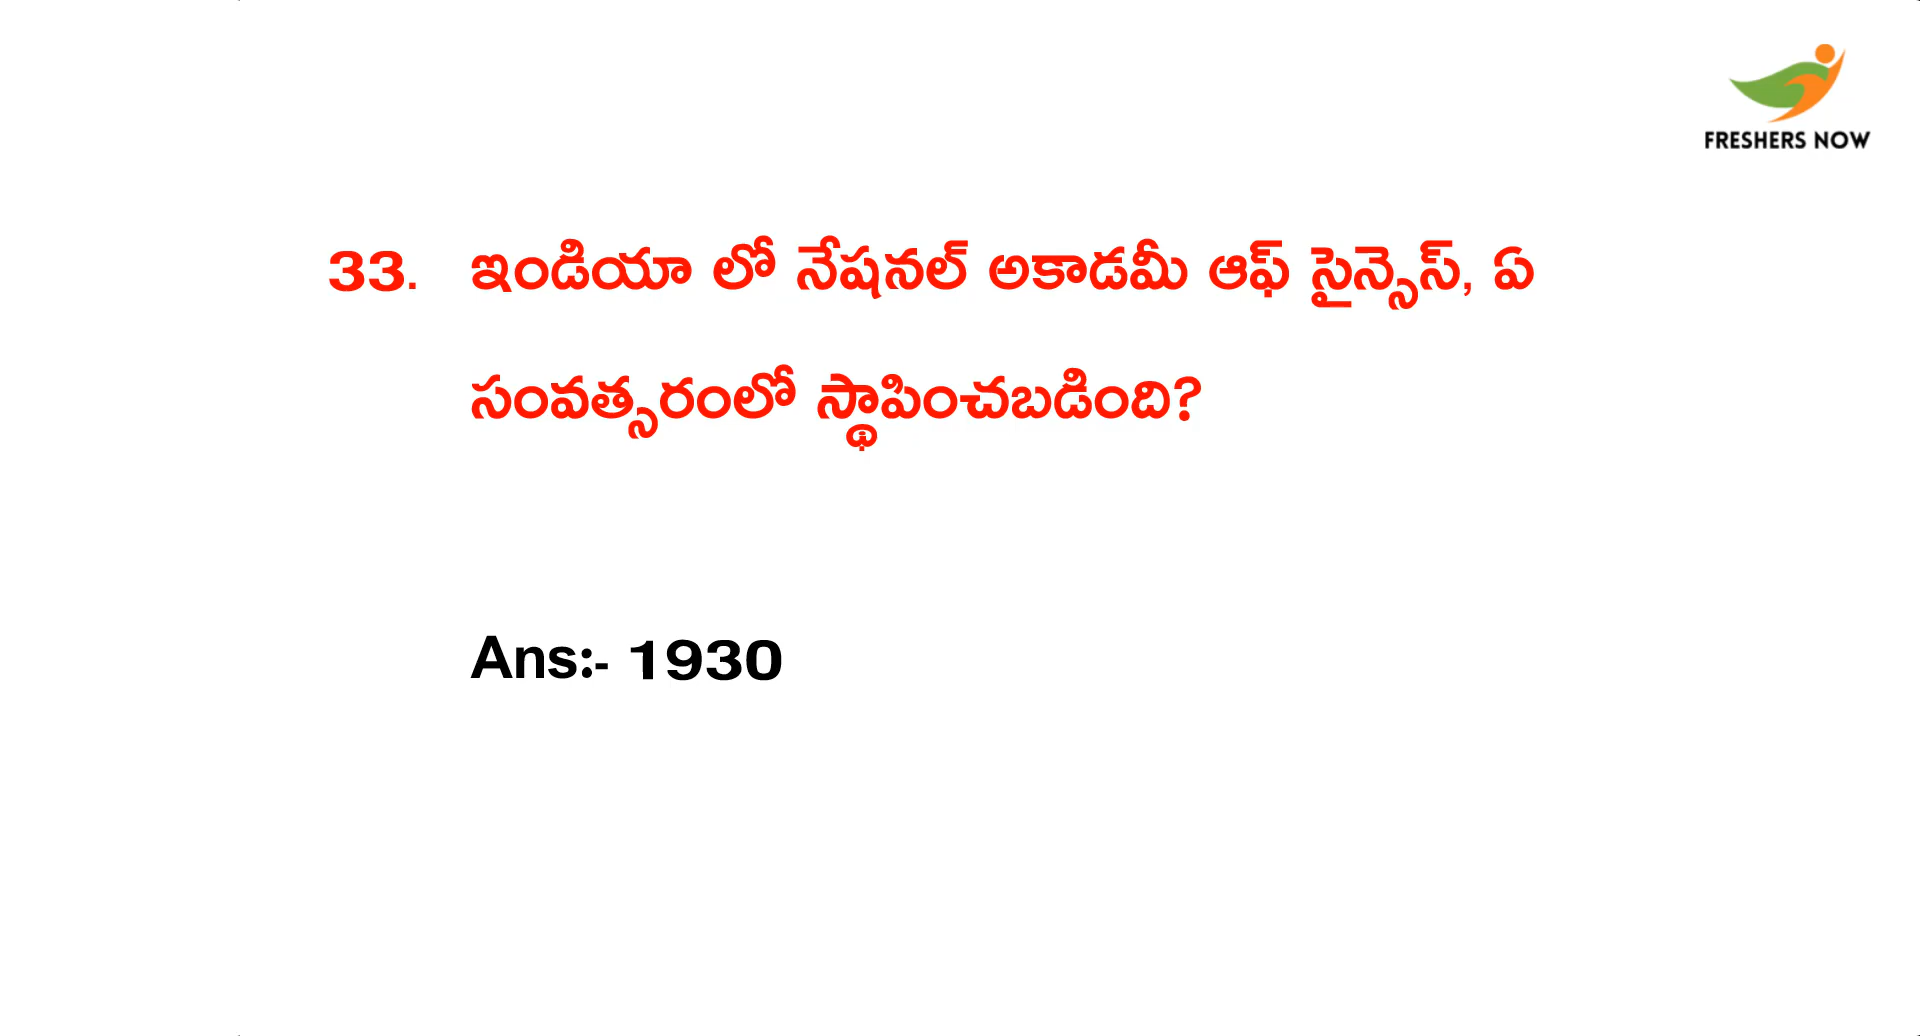 FRESHERS NOW
33. ఇండియా లో నేషనల్ అకాడమీ ఆఫ్ సైన్సెస్, ఏ
సంవత్సరంలో స్థాపించబడింది?
Ans:- 1930